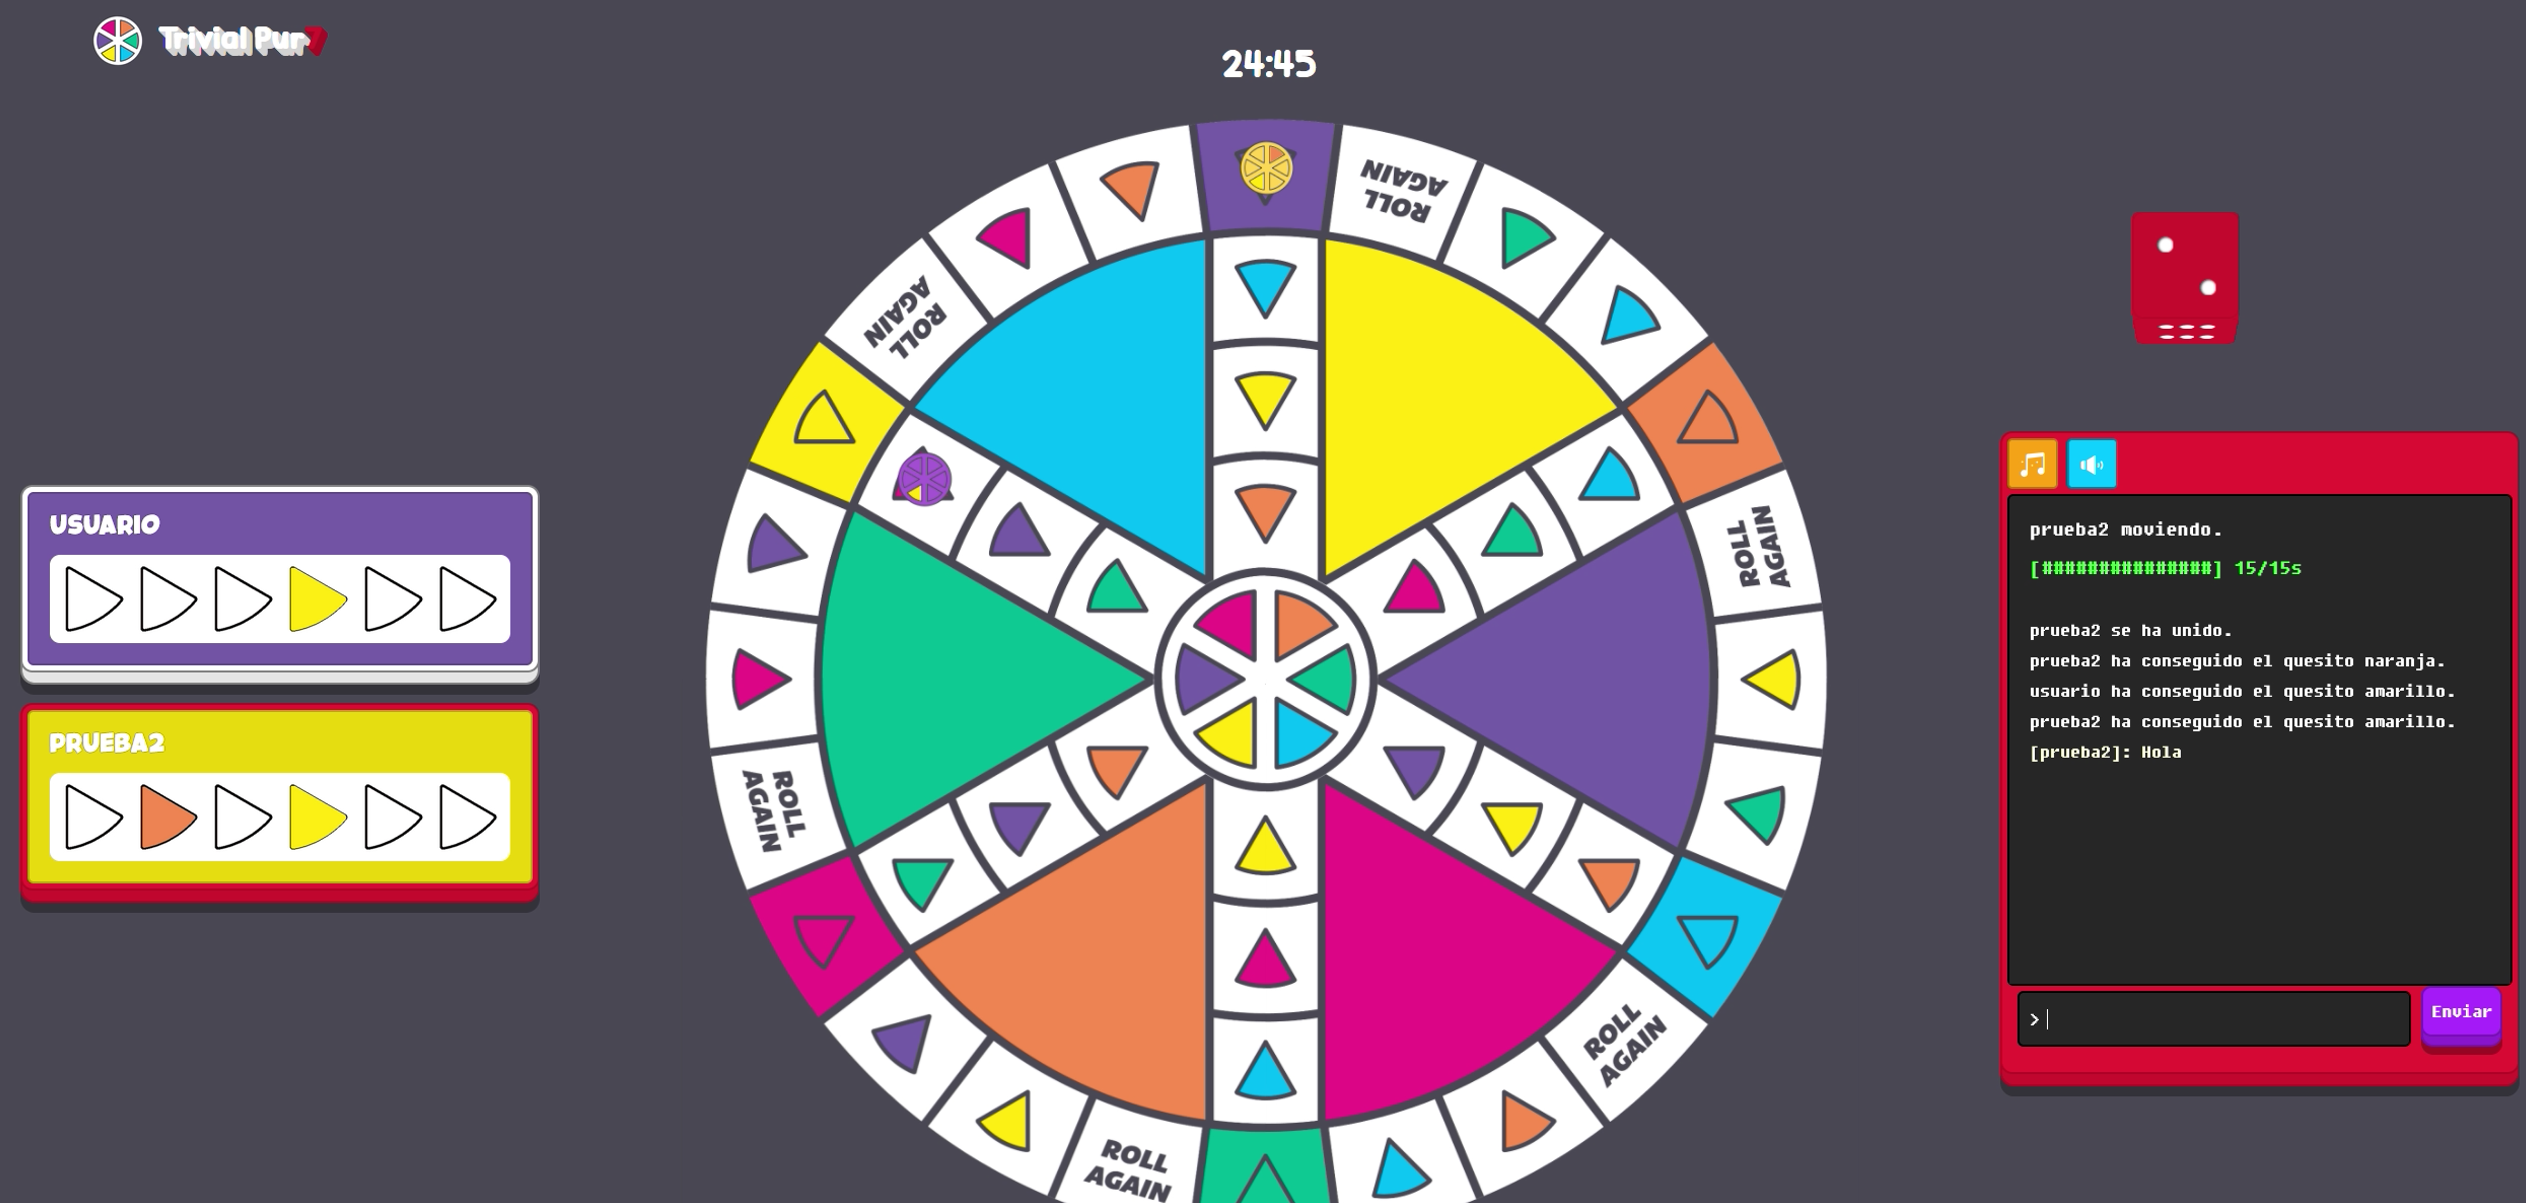 Trivial Pur7
24:45
ROLL
AGAIN
ROLL
AGAIN
ROLL
AGAIN
ROLL
AGAIN
ROLL
AGAIN
ROLL
AGAIN
USUARIO
PRUEBA2
prueba2 moviendo.
[###############] 15/15s
prueba2 se ha unido.
prueba2 ha conseguido el quesito naranja.
usuario ha conseguido el quesito amarillo.
prueba2 ha conseguido el quesito amarillo.
[prueba2]: Hola
>
Enviar